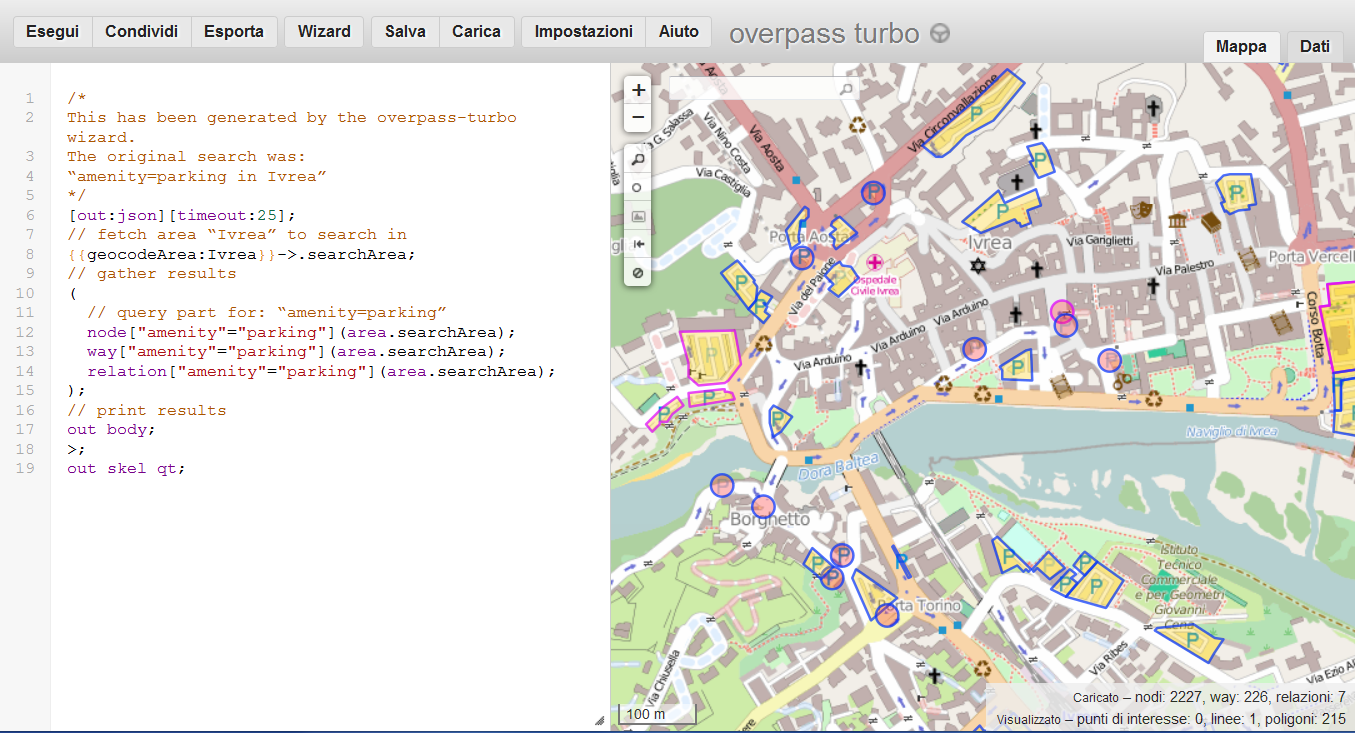 Esegui Condividi Esporta Wizard Salva Carica Impostazioni Aiuto overpass turbo Mappa Dati
1 /*
2 This has been generated by the overpass-turbo
wizard.
3 The original search was:
4 “amenity=parking in Ivrea”
5 */
6 [out:json][timeout:25];
7 // fetch area “Ivrea” to search in
8 {{geocodeArea:Ivrea}}->.searchArea;
9 // gather results
10 (
11 // query part for: “amenity=parking”
12 node["amenity"="parking"](area.searchArea);
13 way["amenity"="parking"](area.searchArea);
14 relation["amenity"="parking"](area.searchArea);
15 );
16 // print results
17 out body;
18 >;
19 out skel qt;
+
−
Via Aosta
Via G. Salassa
Via Nino Costa
Via Aosta
Via Castiglia
Via Circonvallazione
Porta Aosta
Ivrea
Via Gariglietti
Porta Vercell
Via del Paione
Ospedale
Civile Ivrea
Via Palestro
Via Arduino
Via Arduino
Via Arduino
Corso Botta
Naviglio di Ivrea
Dora Baltea
Borghetto
Istituto
Tecnico
Commerciale
e per Geometri
Giovanni
Cena
Porta Torino
Via Chiusella
Via Ribes
Via Ezio Al
100 m
Caricato – nodi: 2227, way: 226, relazioni: 7
Visualizzato – punti di interesse: 0, linee: 1, poligoni: 215